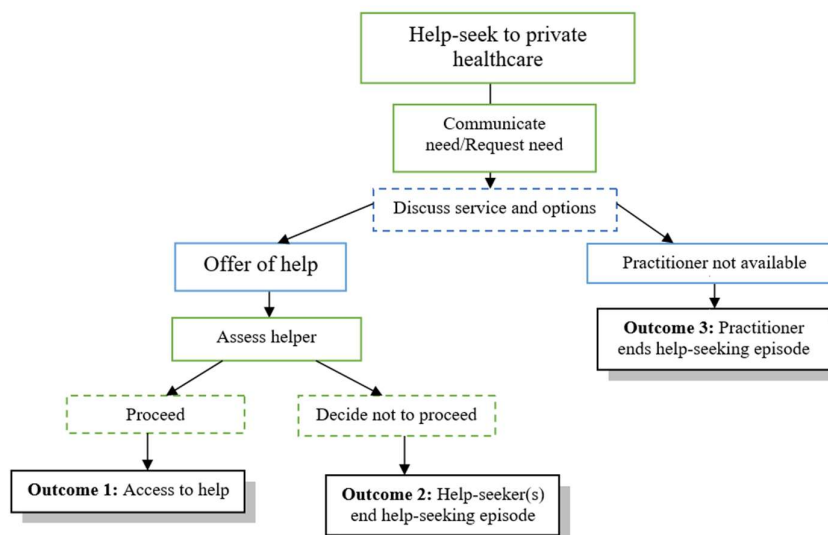 Help-seek to private
healthcare
Communicate
need/Request need
Discuss service and options
Offer of help
Practitioner not available
Assess helper
Outcome 3: Practitioner
ends help-seeking episode
Proceed
Decide not to proceed
Outcome 1: Access to help
Outcome 2: Help-seeker(s)
end help-seeking episode